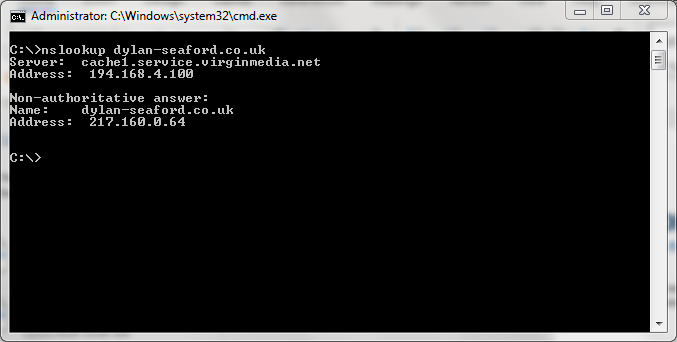 Administrator: C:\Windows\system32\cmd.exe
C:\>nslookup dylan-seaford.co.uk
Server:  cache1.service.virginmedia.net
Address:  194.168.4.100
Non-authoritative answer:
Name:    dylan-seaford.co.uk
Address:  217.160.0.64
C:\>